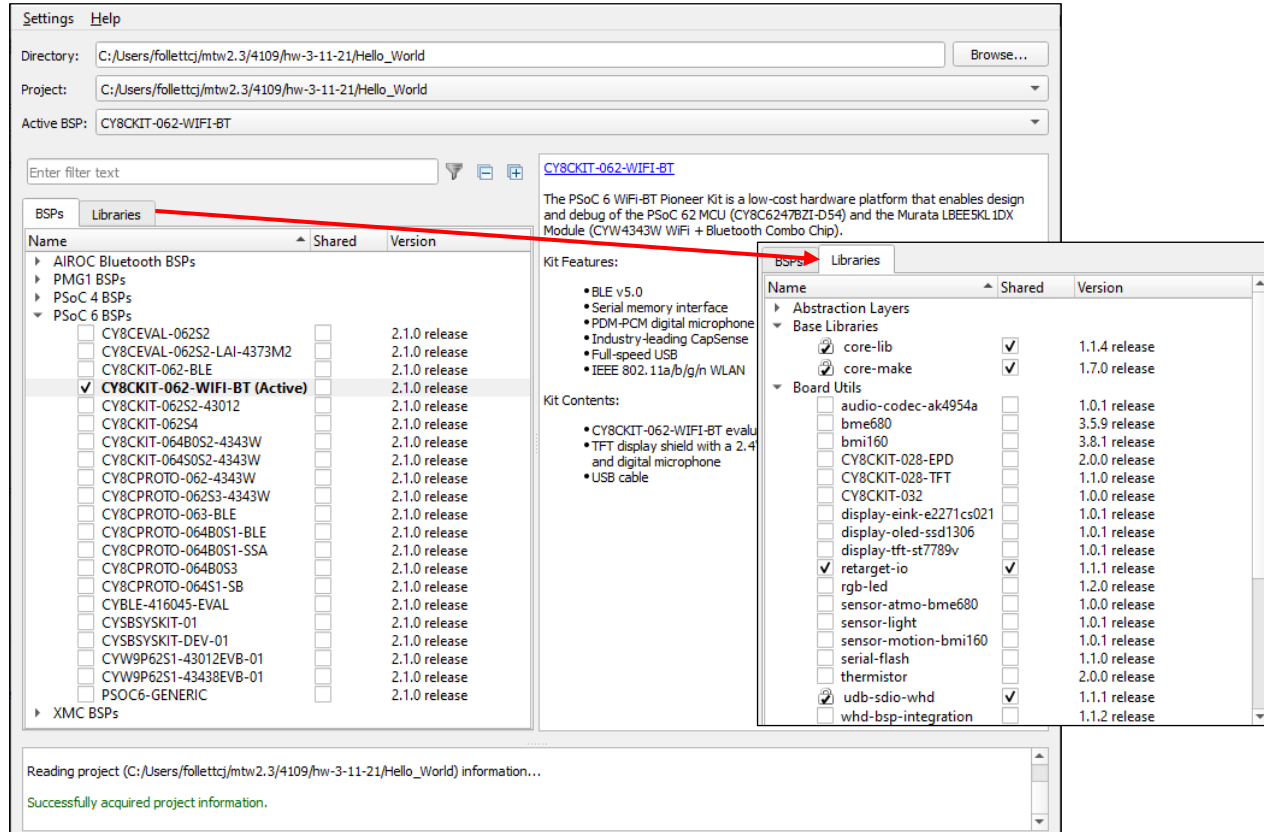 Settings Help
Directory: C:/Users/follettcj/mtw2.3/4109/hw-3-11-21/Hello_World Browse...
Project: C:/Users/follettcj/mtw2.3/4109/hw-3-11-21/Hello_World
Active BSP: CY8CKIT-062-WIFI-BT
Enter filter text
BSPs Libraries
Name Shared Version
AIROC Bluetooth BSPs
PMG1 BSPs
PSoC 4 BSPs
PSoC 6 BSPs
CY8CEVAL-062S2 2.1.0 release
CY8CEVAL-062S2-LAI-4373M2 2.1.0 release
CY8CKIT-062-BLE 2.1.0 release
CY8CKIT-062-WIFI-BT (Active) 2.1.0 release
CY8CKIT-062S2-43012 2.1.0 release
CY8CKIT-062S4 2.1.0 release
CY8CKIT-064B0S2-4343W 2.1.0 release
CY8CKIT-064S0S2-4343W 2.1.0 release
CY8CPROTO-062-4343W 2.1.0 release
CY8CPROTO-062S3-4343W 2.1.0 release
CY8CPROTO-063-BLE 2.1.0 release
CY8CPROTO-064B0S1-BLE 2.1.0 release
CY8CPROTO-064B0S1-SSA 2.1.0 release
CY8CPROTO-064B0S3 2.1.0 release
CY8CPROTO-064S1-SB 2.1.0 release
CYBLE-416045-EVAL 2.1.0 release
CYSBSYSKIT-01 2.1.0 release
CYSBSYSKIT-DEV-01 2.1.0 release
CYW9P62S1-43012EVB-01 2.1.0 release
CYW9P62S1-43438EVB-01 2.1.0 release
PSOC6-GENERIC 2.1.0 release
XMC BSPs
CY8CKIT-062-WIFI-BT
The PSoC 6 WiFi-BT Pioneer Kit is a low-cost hardware platform that enables design
and debug of the PSoC 62 MCU (CY8C6247BZI-D54) and the Murata LBEE5KL1DX
Module (CYW4343W WiFi + Bluetooth Combo Chip).
Kit Features:
•BLE v5.0
•Serial memory interface
•PDM-PCM digital microphone
•Industry-leading CapSense
•Full-speed USB
•IEEE 802.11a/b/g/n WLAN
Kit Contents:
•CY8CKIT-062-WIFI-BT evalu
•TFT display shield with a 2.4"
and digital microphone
•USB cable
BSPs Libraries
Name Shared Version
Abstraction Layers
Base Libraries
core-lib 1.1.4 release
core-make 1.7.0 release
Board Utils
audio-codec-ak4954a 1.0.1 release
bme680 3.5.9 release
bmi160 3.8.1 release
CY8CKIT-028-EPD 2.0.0 release
CY8CKIT-028-TFT 1.1.0 release
CY8CKIT-032 1.0.0 release
display-eink-e2271cs021 1.0.1 release
display-oled-ssd1306 1.0.1 release
display-tft-st7789v 1.0.1 release
retarget-io 1.1.1 release
rgb-led 1.2.0 release
sensor-atmo-bme680 1.0.0 release
sensor-light 1.0.1 release
sensor-motion-bmi160 1.0.1 release
serial-flash 1.1.0 release
thermistor 2.0.0 release
udb-sdio-whd 1.1.1 release
whd-bsp-integration 1.1.2 release
Reading project (C:/Users/follettcj/mtw2.3/4109/hw-3-11-21/Hello_World) information...
Successfully acquired project information.